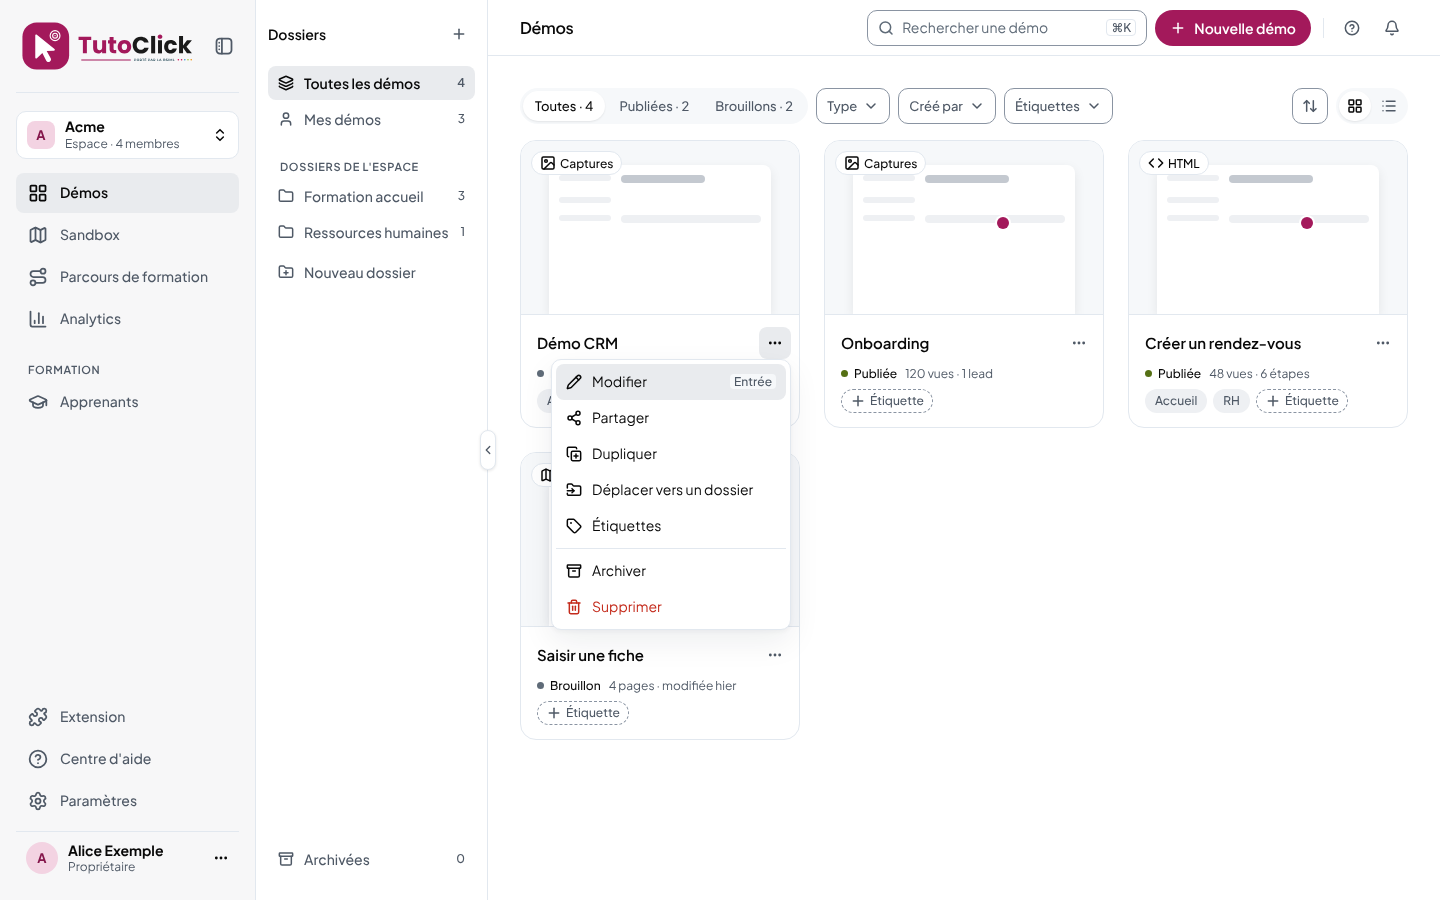 TutoClick
Acme
Espace · 4 membres
Démos
Sandbox
Parcours de formation
Analytics
FORMATION
Apprenants
Extension
Centre d'aide
Paramètres
A
Alice Exemple
Propriétaire
Dossiers
Toutes les démos 4
Mes démos 3
DOSSIERS DE L'ESPACE
Formation accueil 3
Ressources humaines 1
Nouveau dossier
Archivées 0
Démos
Rechercher une démo ⌘K
Nouvelle démo
Toutes · 4
Publiées · 2
Brouillons · 2
Type
Créé par
Étiquettes
Captures
Démo CRM
Modifier Entrée
Partager
Dupliquer
Déplacer vers un dossier
Étiquettes
Archiver
Supprimer
Captures
Onboarding
Publiée 120 vues · 1 lead
Étiquette
HTML
Créer un rendez-vous
Publiée 48 vues · 6 étapes
Accueil RH Étiquette
Saisir une fiche
Brouillon 4 pages · modifiée hier
Étiquette